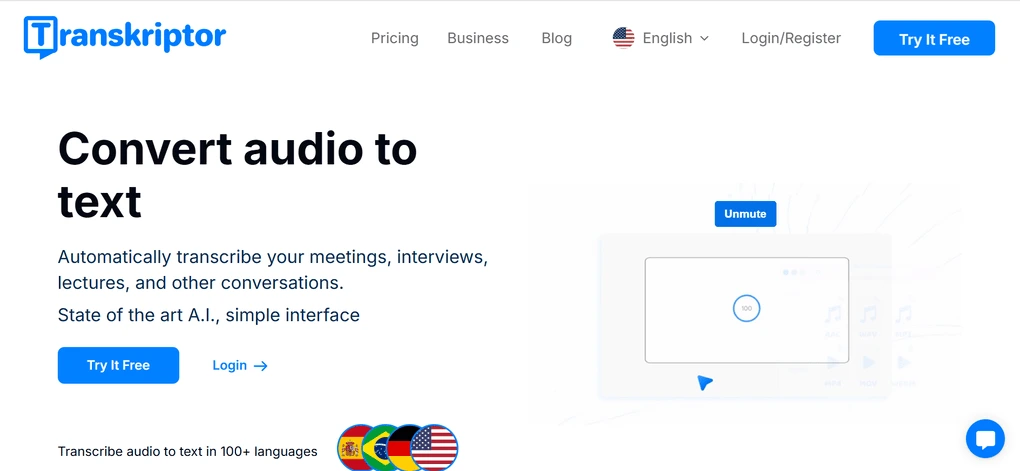 Transkriptor
Pricing
Business
Blog
English
Login/Register
Try It Free
Convert audio to
text
Automatically transcribe your meetings, interviews,
lectures, and other conversations.
State of the art A.I., simple interface
Try It Free
Login
Transcribe audio to text in 100+ languages
Unmute
100